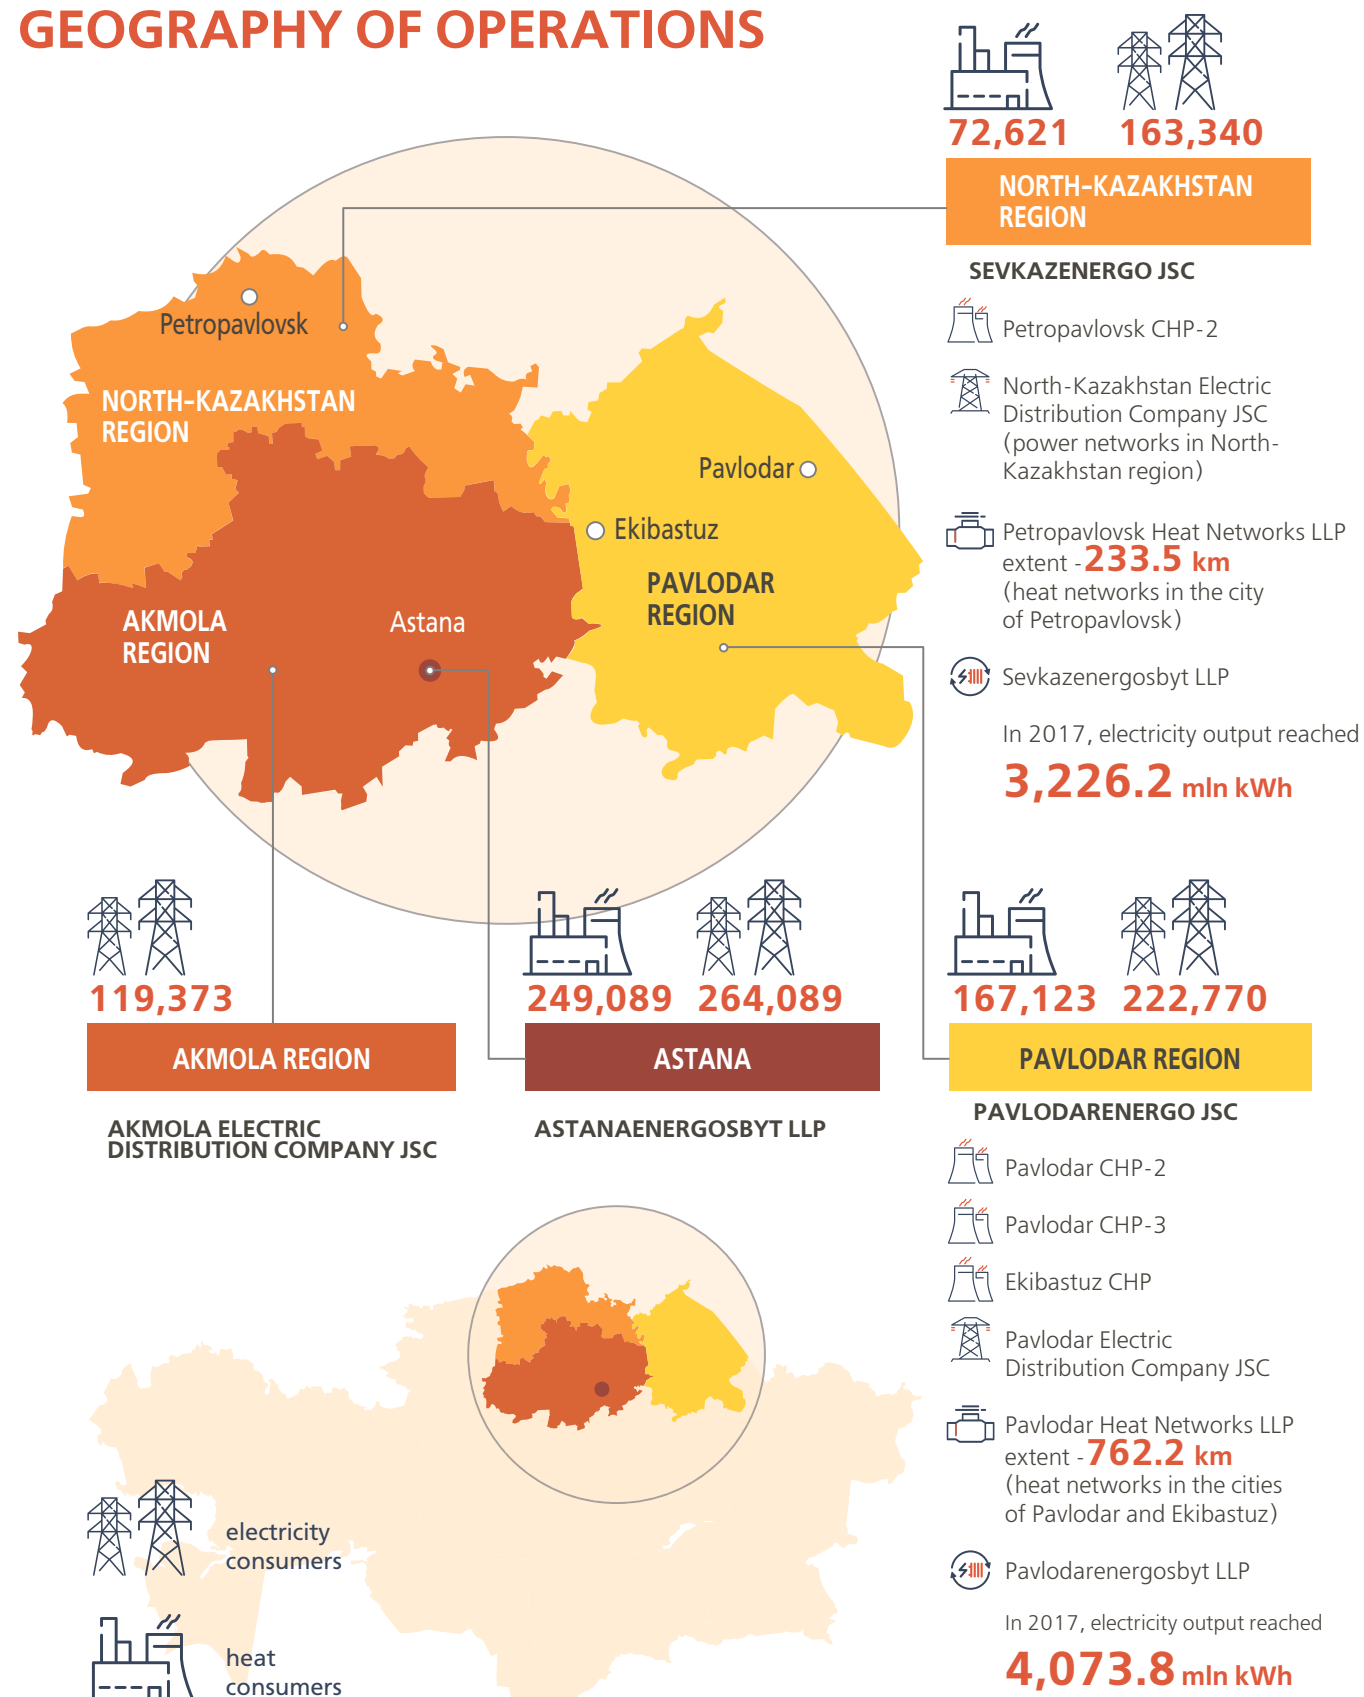 GEOGRAPHY OF OPERATIONS
72,621
163,340
NORTH-KAZAKHSTAN
REGION
SEVKAZENERGO JSC
Petropavlovsk CHP-2
North-Kazakhstan Electric
Distribution Company JSC
(power networks in North-
Kazakhstan region)
Petropavlovsk Heat Networks LLP
extent - 233.5 km
(heat networks in the city
of Petropavlovsk)
Sevkazenergosbyt LLP
In 2017, electricity output reached
3,226.2 mln kWh
Petropavlovsk
NORTH-KAZAKHSTAN
REGION
Pavlodar
Ekibastuz
PAVLODAR
REGION
AKMOLA
REGION
Astana
119,373
AKMOLA REGION
AKMOLA ELECTRIC
DISTRIBUTION COMPANY JSC
249,089
264,089
ASTANA
ASTANAENERGOSBYT LLP
167,123
222,770
PAVLODAR REGION
PAVLODARENERGO JSC
Pavlodar CHP-2
Pavlodar CHP-3
Ekibastuz CHP
Pavlodar Electric
Distribution Company JSC
Pavlodar Heat Networks LLP
extent - 762.2 km
(heat networks in the cities
of Pavlodar and Ekibastuz)
Pavlodarenergosbyt LLP
In 2017, electricity output reached
4,073.8 mln kWh
electricity
consumers
heat
consumers